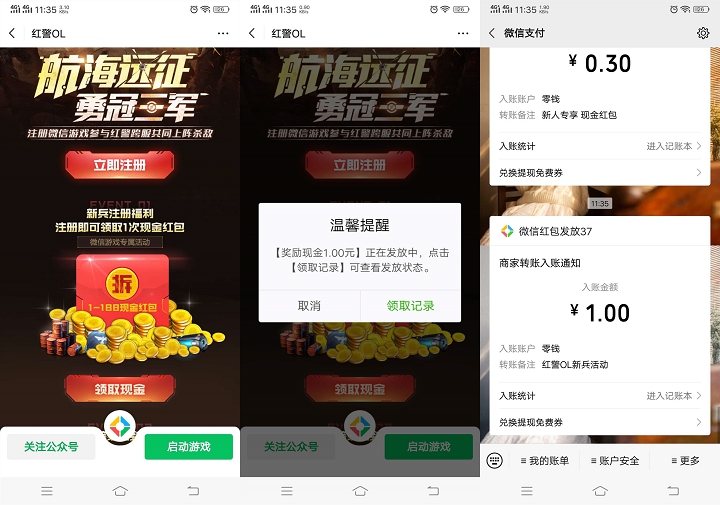 4G 4G 11:35 3.10 KB/s 26
红警OL
航海远征
勇冠三军
注册微信游戏参与红警跨服共同上阵杀敌
立即注册
EVENT.01
新兵注册福利
注册即可领取1次现金红包
微信游戏专属活动
拆
1-188现金红包
领取现金
关注公众号
启动游戏
4G 4G 11:35 0.90 KB/s 26
红警OL
航海远征
勇冠三军
注册微信游戏参与红警跨服共同上阵杀敌
立即注册
温馨提醒
【奖励现金1.00元】正在发放中，点击
【领取记录】可查看发放状态。
取消
领取记录
领取现金
关注公众号
启动游戏
4G 4G 11:35 1.90 KB/s 26
微信支付
¥ 0.30
入账账户 零钱
转账备注 新人专享 现金红包
入账统计 进入记账本
兑换提现免费券
11:35
微信红包发放37
商家转账入账通知
入账金额
¥ 1.00
入账账户 零钱
转账备注 红警OL新兵活动
入账统计 进入记账本
兑换提现免费券
我的账单
账户安全
更多